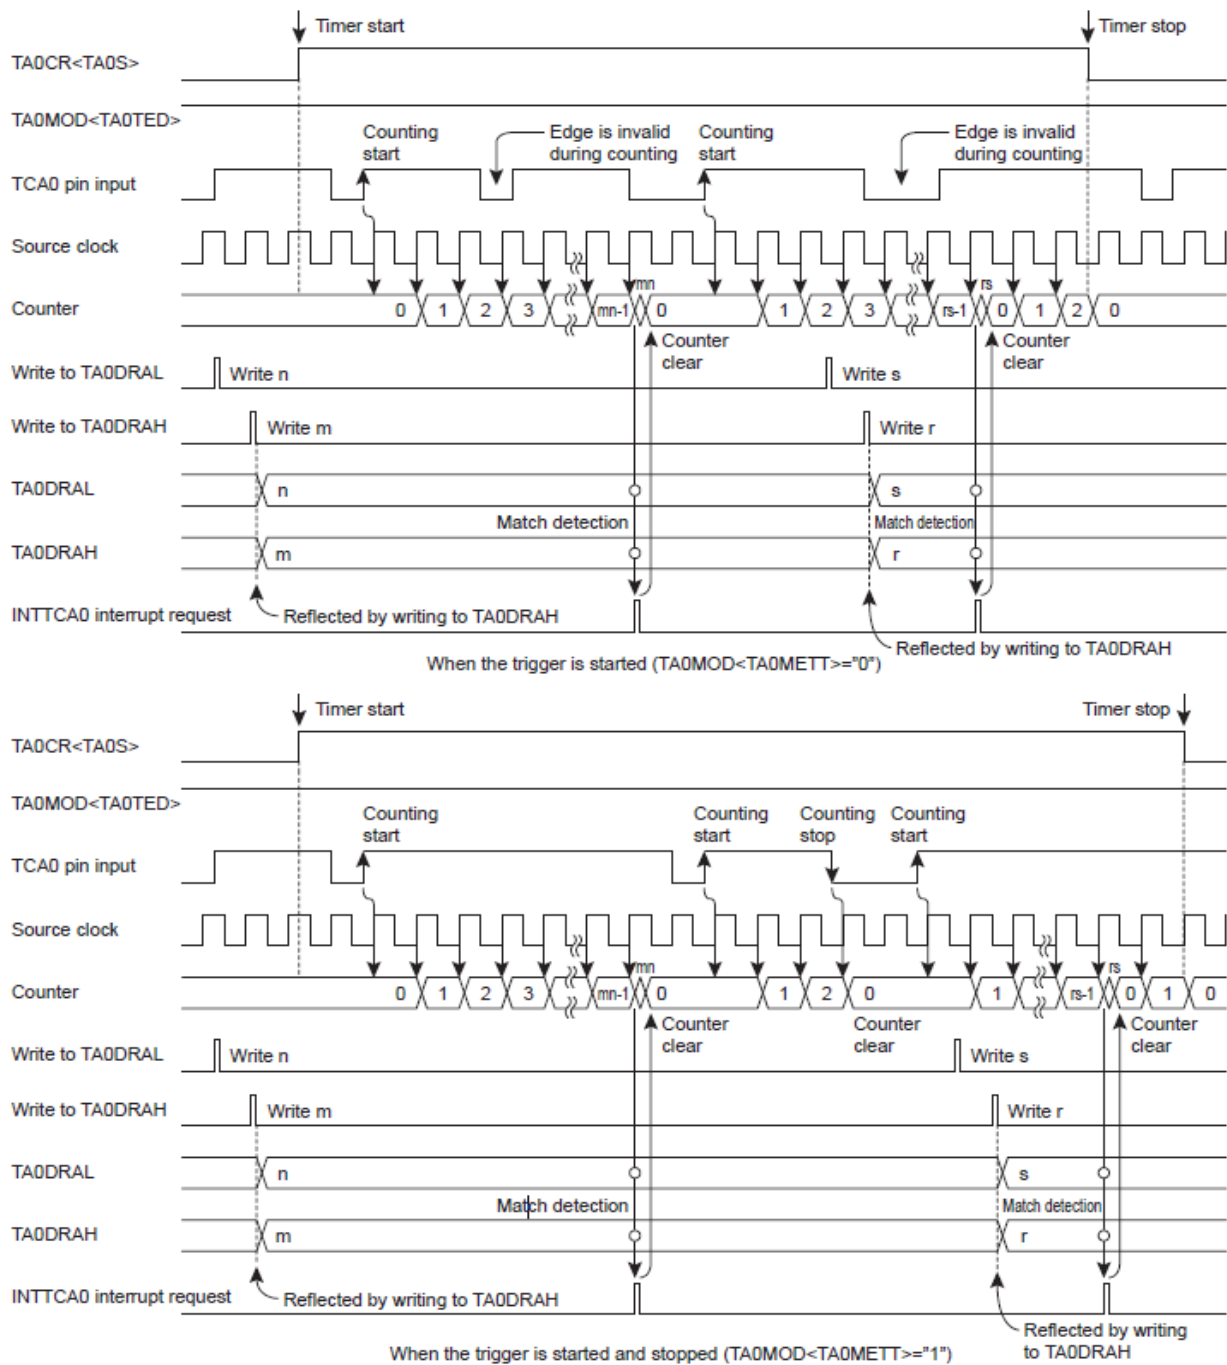 Timer start
Timer stop
TA0CR<TA0S>
TA0MOD<TA0TED>
Counting start
Edge is invalid during counting
Counting start
Edge is invalid during counting
TCA0 pin input
Source clock
mn
rs
Counter
0 1 2 3 mn-1 0 1 2 3 rs-1 0 1 2 0
Counter clear
Counter clear
Write to TA0DRAL
Write n
Write s
Write to TA0DRAH
Write m
Write r
TA0DRAL
n
s
Match detection
Match detection
TA0DRAH
m
r
INTTCA0 interrupt request
Reflected by writing to TA0DRAH
Reflected by writing to TA0DRAH
When the trigger is started (TA0MOD<TA0METT>="0")
Timer start
Timer stop
TA0CR<TA0S>
TA0MOD<TA0TED>
Counting start
Counting start
Counting stop
Counting start
TCA0 pin input
Source clock
mn
rs
Counter
0 1 2 3 mn-1 0 1 2 0 1 rs-1 0 1 0
Counter clear
Counter clear
Counter clear
Write to TA0DRAL
Write n
Write s
Write to TA0DRAH
Write m
Write r
TA0DRAL
n
s
Match detection
Match detection
TA0DRAH
m
r
INTTCA0 interrupt request
Reflected by writing to TA0DRAH
Reflected by writing to TA0DRAH
When the trigger is started and stopped (TA0MOD<TA0METT>="1")